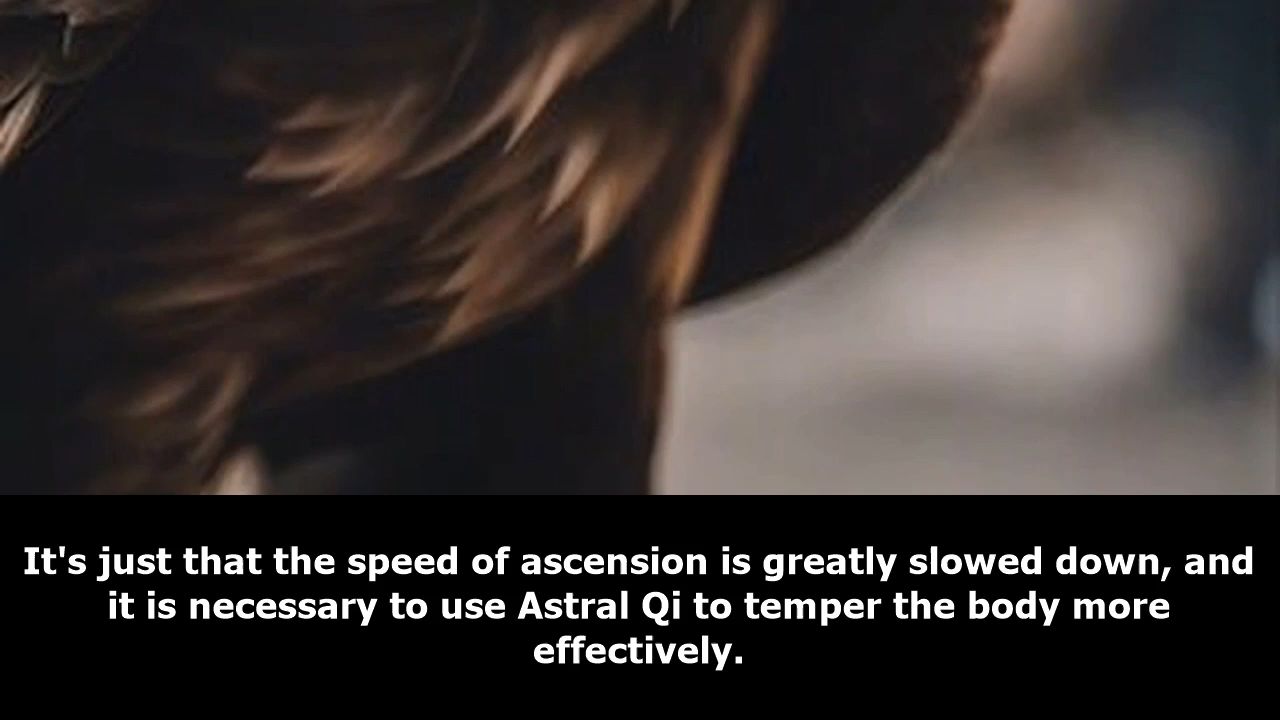 It's just that the speed of ascension is greatly slowed down, and
it is necessary to use Astral Qi to temper the body more
effectively.